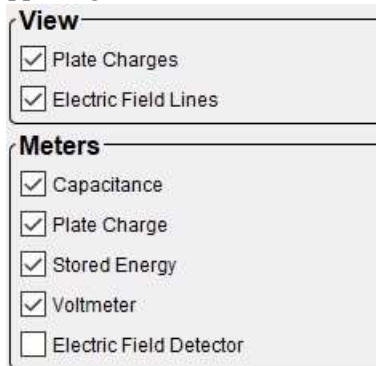 View
Plate Charges
Electric Field Lines
Meters
Capacitance
Plate Charge
Stored Energy
Voltmeter
Electric Field Detector